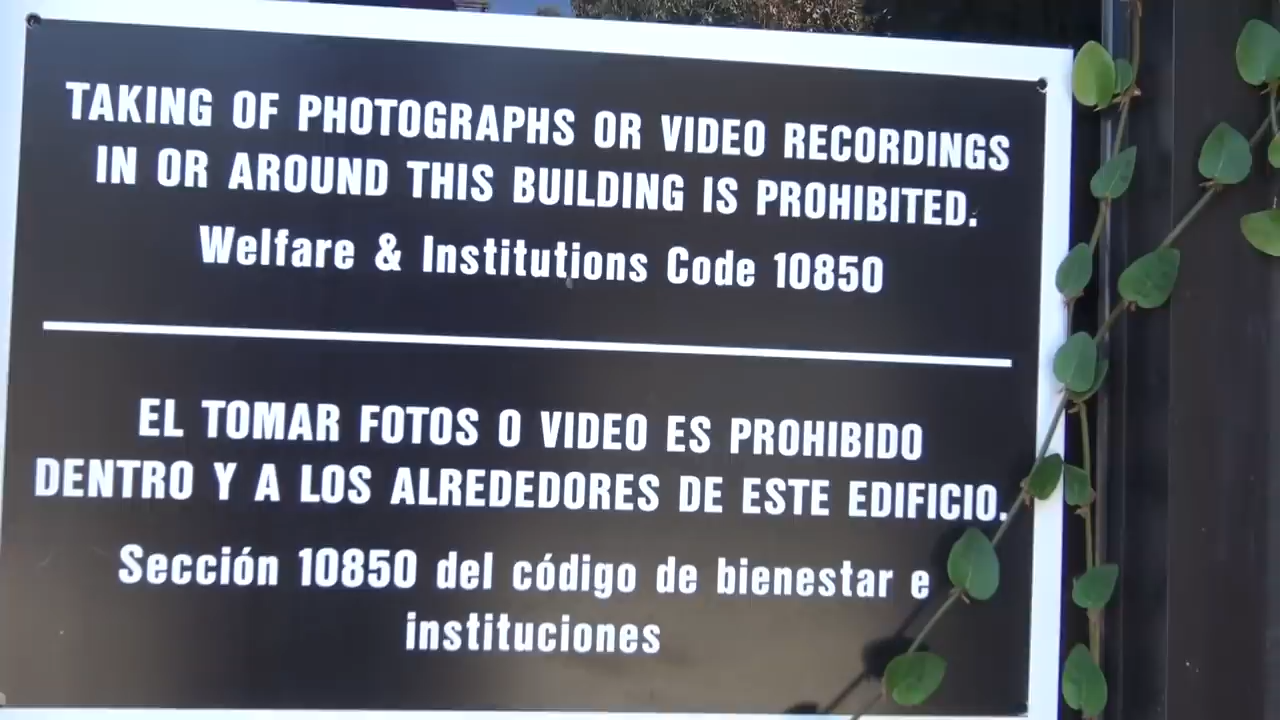 TAKING OF PHOTOGRAPHS OR VIDEO RECORDINGS
IN OR AROUND THIS BUILDING IS PROHIBITED.
Welfare & Institutions Code 10850
EL TOMAR FOTOS O VIDEO ES PROHIBIDO
DENTRO Y A LOS ALREDEDORES DE ESTE EDIFICIO.
Sección 10850 del código de bienestar e
instituciones